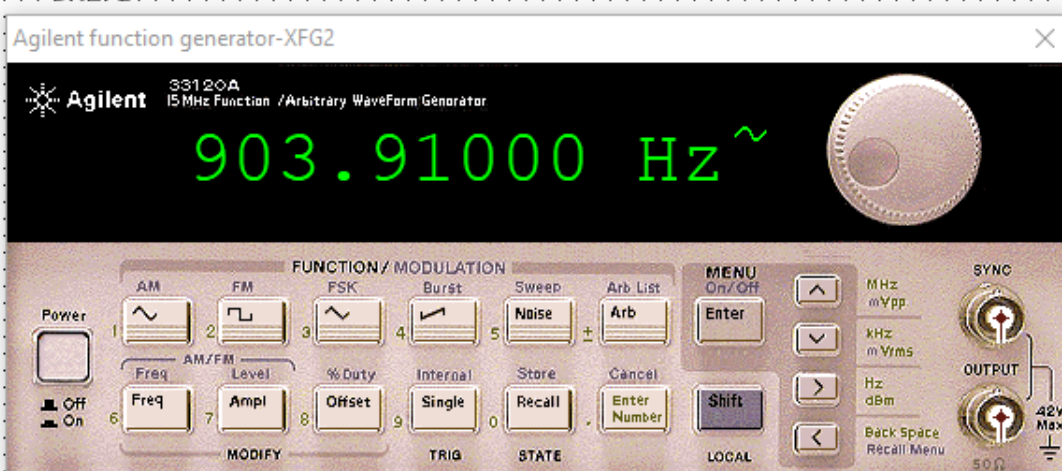 Agilent function generator-XFG2
Agilent 33120A
15 MHz Function / Arbitrary WaveForm Genorator
903.91000 Hz
FUNCTION/ MODULATION
MENU
SYNC
AM FM FSK Burst Sweep Arb List On/Off
MHz
mVpp
Power
1 2 3 4 5 Noise ± Arb Enter
kHz
mVrms
AM/FM
Freq Level % Duty Internal Store Cancel
Hz
dBm
OUTPUT
Off
On
6 Freq 7 Ampl 8 Offset 9 Single 0 Recall . Enter Number Shift
42V
Max
Back Space
Recall Menu
MODIFY TRIG STATE LOCAL
50Ω